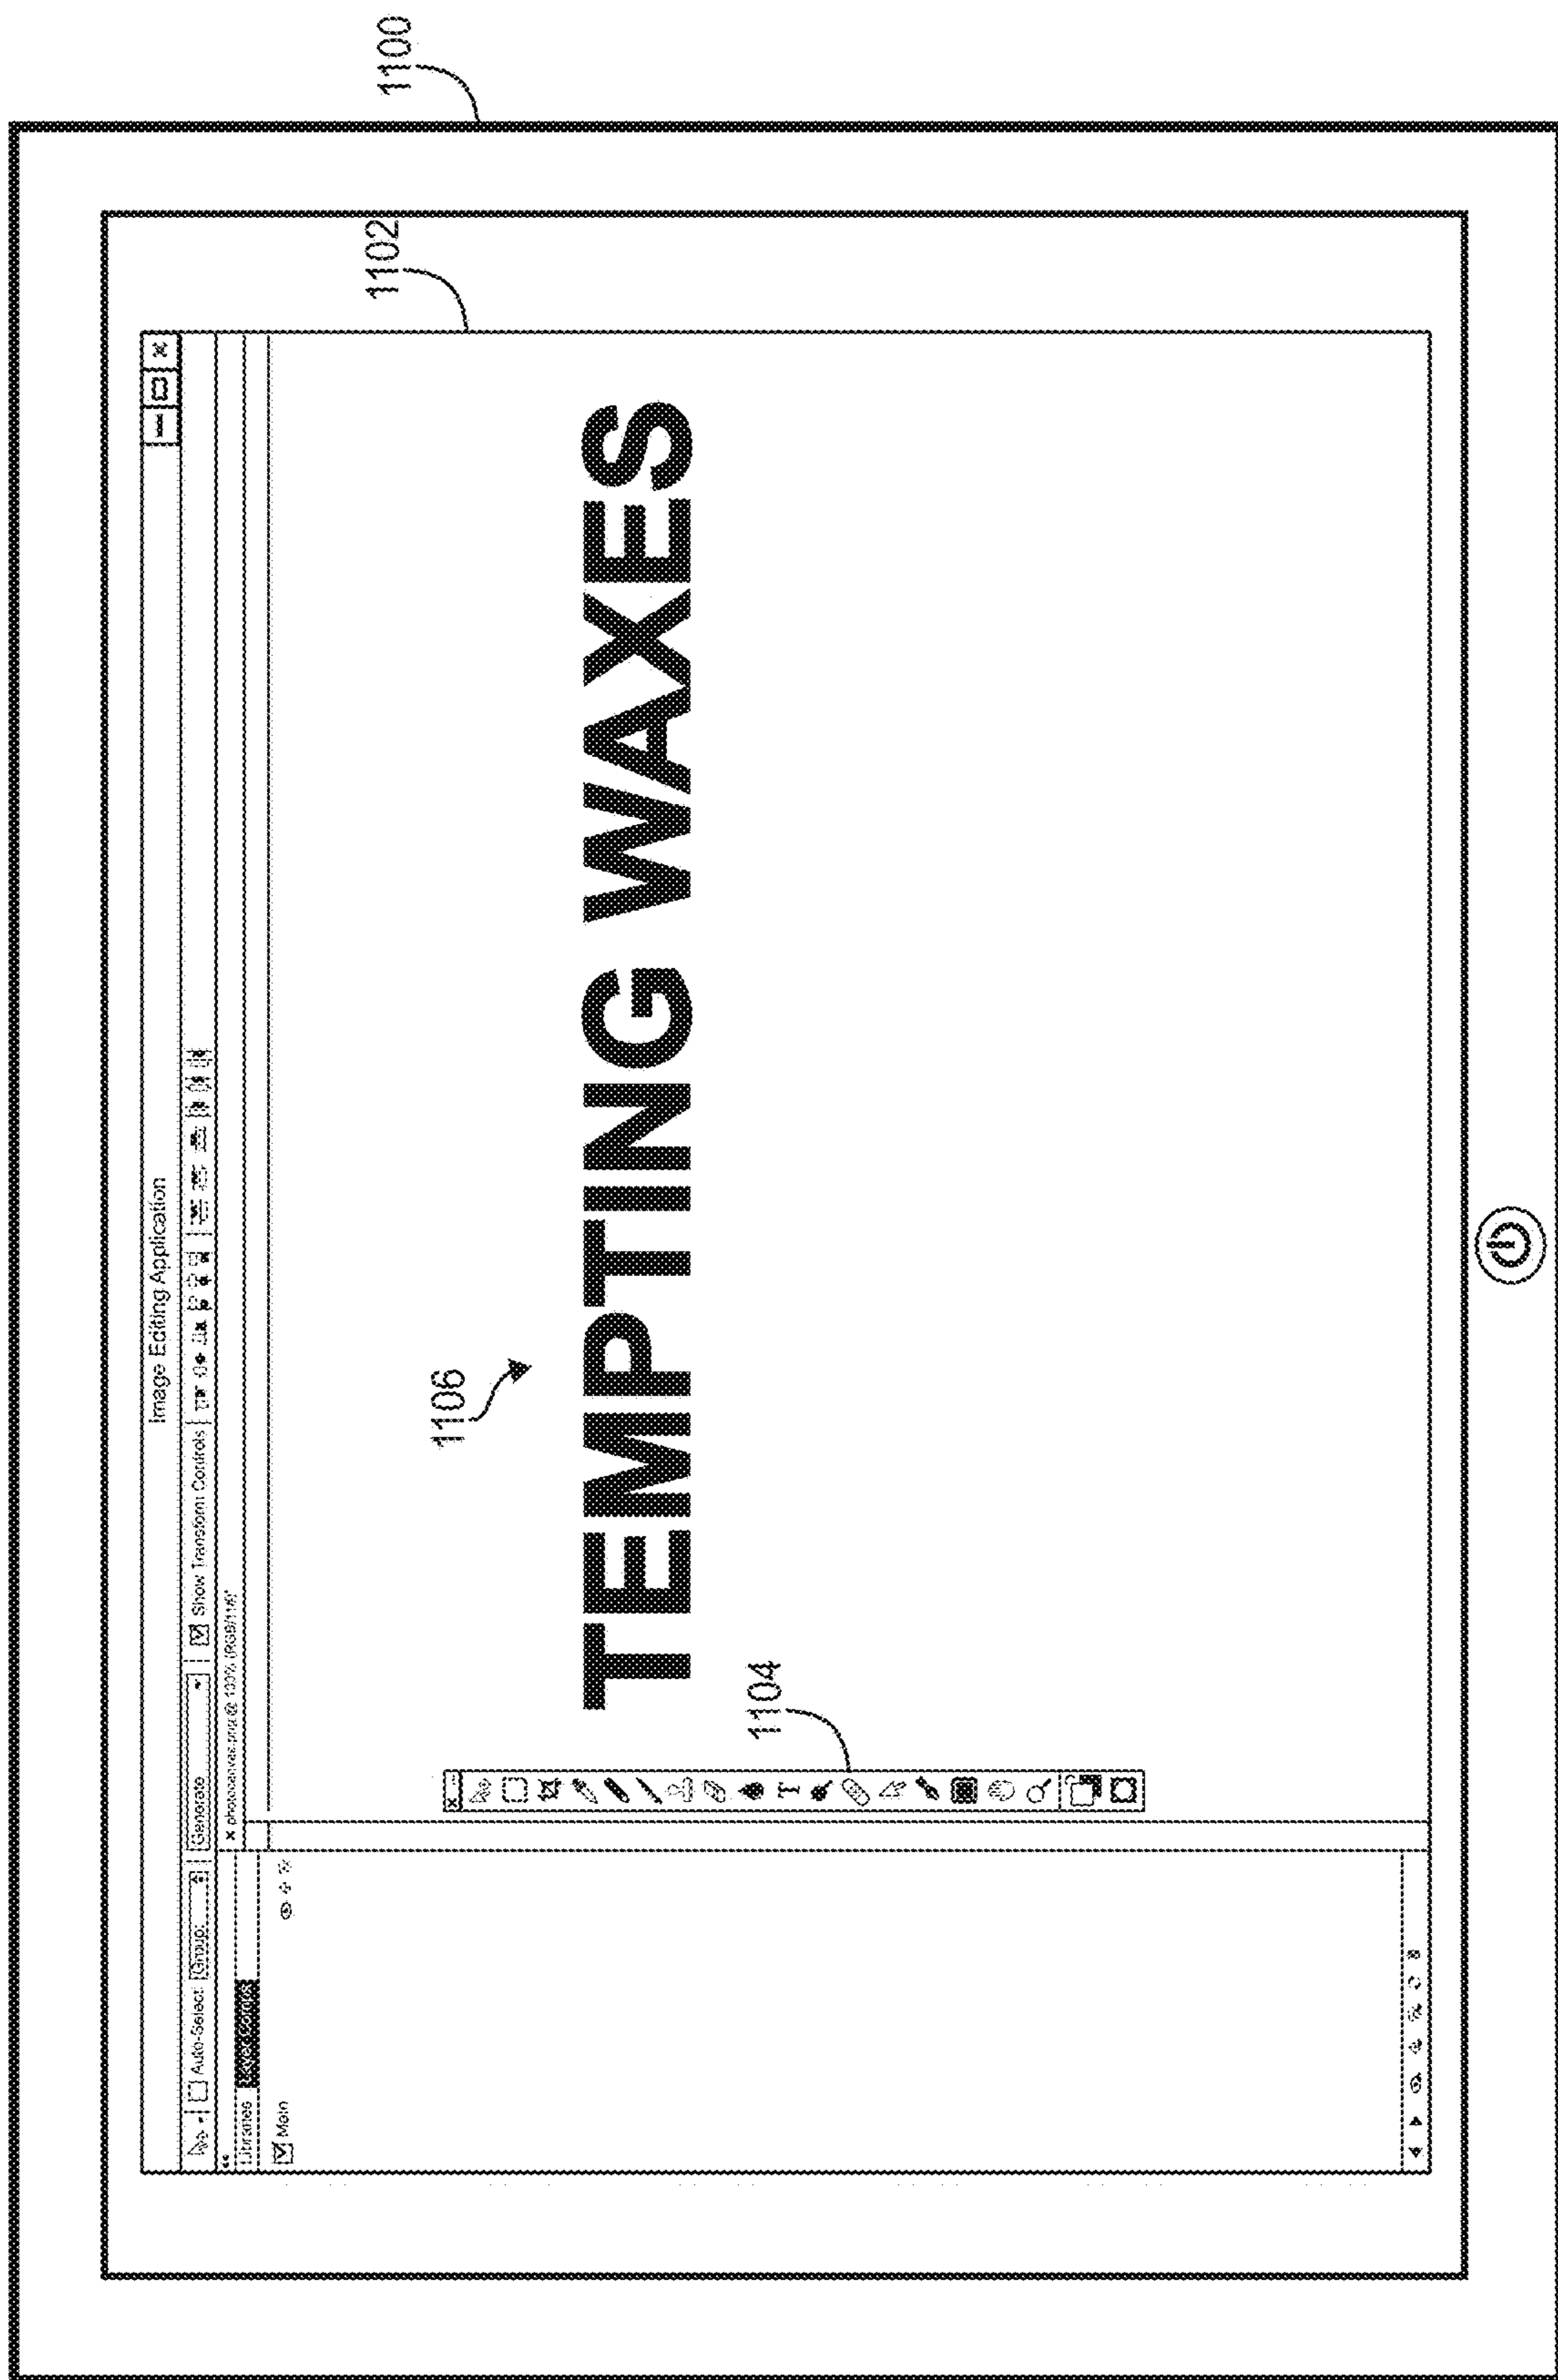 1100
1102
Image Editing Application
Auto-Select: Group:
Generate
Show Transform Controls
Libraries
Layer Comps
Main
1106
TEMPTING WAXES
1104
T